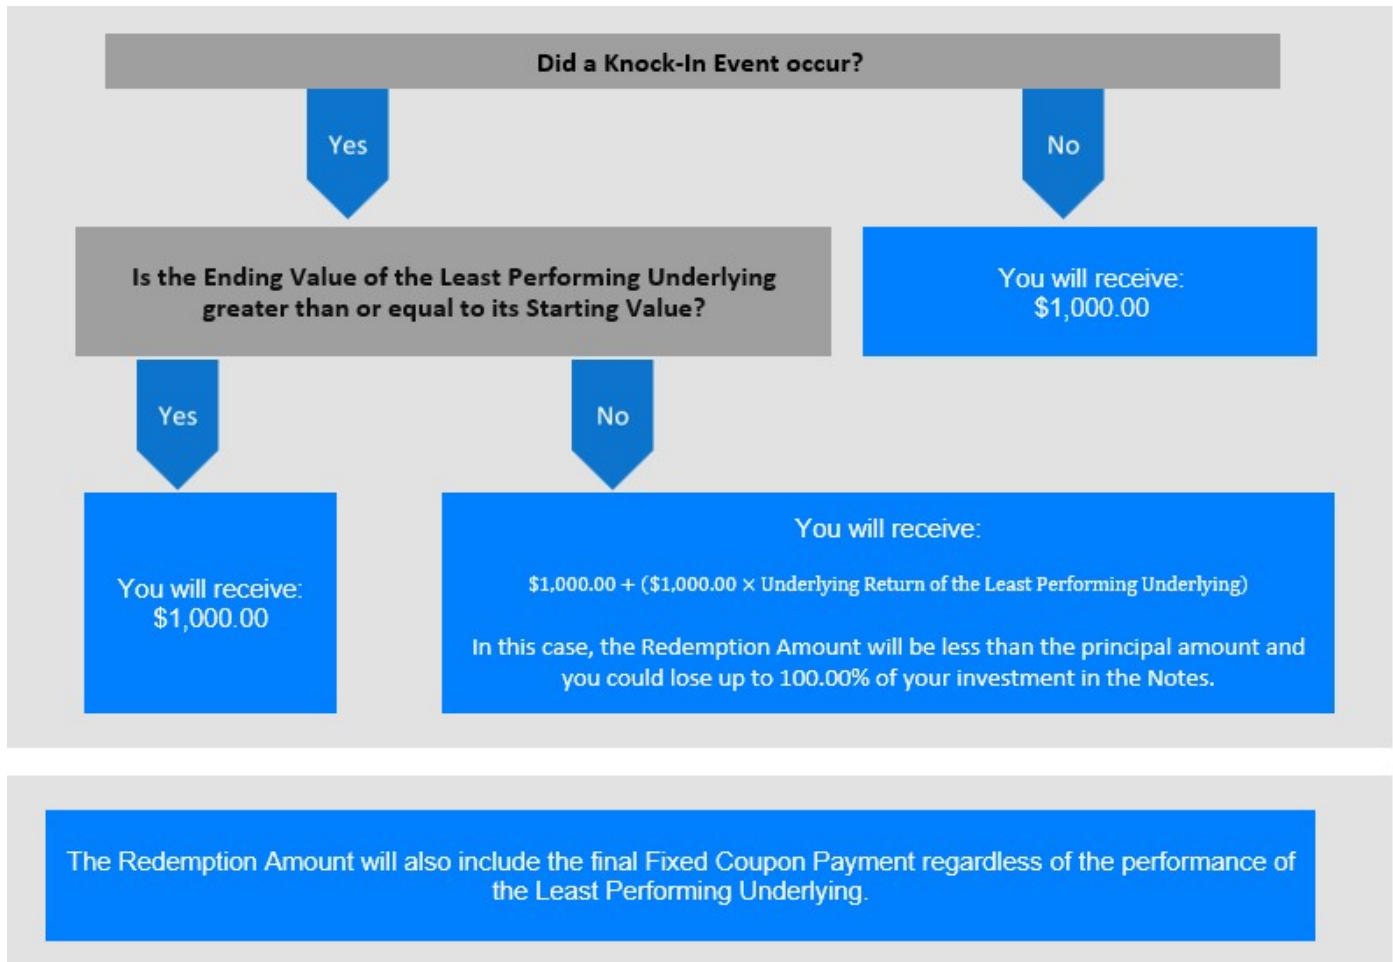 Did a Knock-In Event occur?
Yes
No
Is the Ending Value of the Least Performing Underlying
greater than or equal to its Starting Value?
You will receive:
$1,000.00
Yes
No
You will receive:
$1,000.00
You will receive:
$1,000.00 + ($1,000.00 × Underlying Return of the Least Performing Underlying)
In this case, the Redemption Amount will be less than the principal amount and
you could lose up to 100.00% of your investment in the Notes.
The Redemption Amount will also include the final Fixed Coupon Payment regardless of the performance of
the Least Performing Underlying.